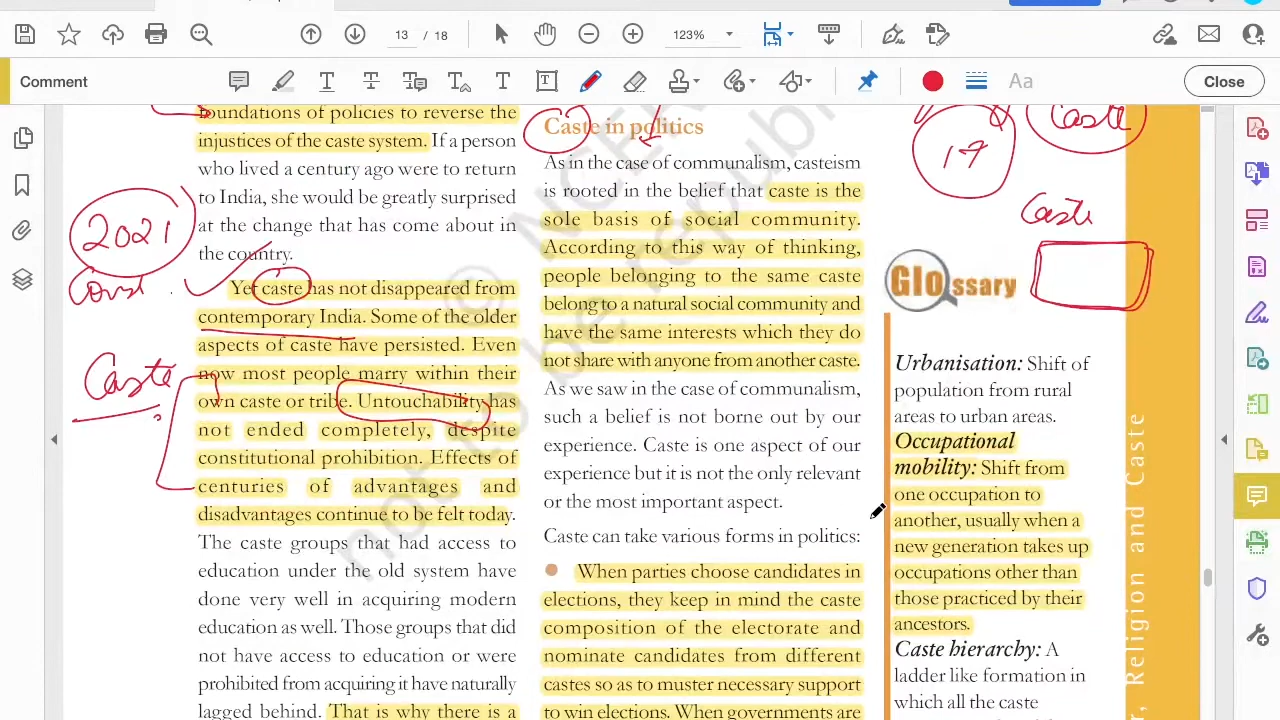 13 / 18
123%
Comment
Close
foundations of policies to reverse the
injustices of the caste system. If a person
who lived a century ago were to return
to India, she would be greatly surprised
at the change that has come about in
the country.
Yet caste has not disappeared from
contemporary India. Some of the older
aspects of caste have persisted. Even
now most people marry within their
own caste or tribe. Untouchability has
not ended completely, despite
constitutional prohibition. Effects of
centuries of advantages and
disadvantages continue to be felt today.
The caste groups that had access to
education under the old system have
done very well in acquiring modern
education as well. Those groups that did
not have access to education or were
prohibited from acquiring it have naturally
lagged behind. That is why there is a
2021
Const
Caste
Caste in politics
As in the case of communalism, casteism
is rooted in the belief that caste is the
sole basis of social community.
According to this way of thinking,
people belonging to the same caste
belong to a natural social community and
have the same interests which they do
not share with anyone from another caste.
As we saw in the case of communalism,
such a belief is not borne out by our
experience. Caste is one aspect of our
experience but it is not the only relevant
or the most important aspect.
Caste can take various forms in politics:
When parties choose candidates in
elections, they keep in mind the caste
composition of the electorate and
nominate candidates from different
castes so as to muster necessary support
to win elections. When governments are
17
Caste
Caste
Glossary
Urbanisation: Shift of
population from rural
areas to urban areas.
Occupational
mobility: Shift from
one occupation to
another, usually when a
new generation takes up
occupations other than
those practiced by their
ancestors.
Caste hierarchy: A
ladder like formation in
which all the caste
, Religion and Caste
not to be republi
© NCER
Aa